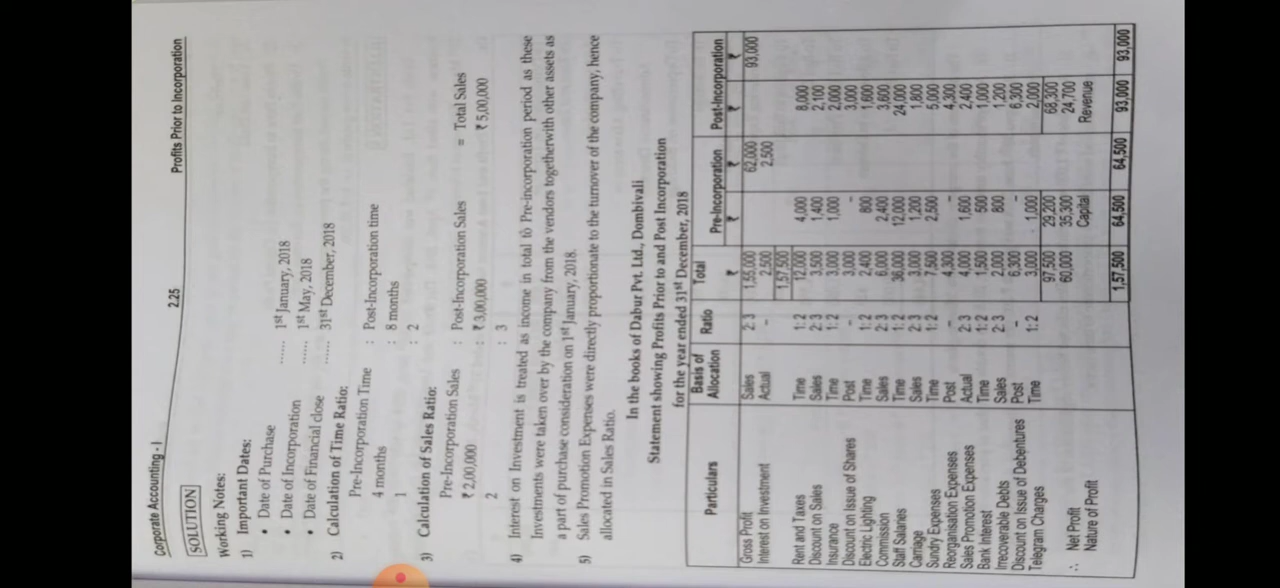 Corporate Accounting - I 2.25 Profits Prior to Incorporation
SOLUTION
Working Notes:
1) Important Dates:
• Date of Purchase ...... 1st January, 2018
• Date of Incorporation ...... 1st May, 2018
• Date of Financial close ...... 31st December, 2018
2) Calculation of Time Ratio:
Pre-Incorporation Time : Post-Incorporation time
4 months : 8 months
1 : 2
3) Calculation of Sales Ratio:
Pre-Incorporation Sales : Post-Incorporation Sales = Total Sales
₹ 2,00,000 : ₹ 3,00,000 ₹ 5,00,000
2 : 3
4) Interest on Investment is treated as income in total to Pre-incorporation period as these
Investments were taken over by the company from the vendors togetherwith other assets as
a part of purchase consideration on 1st January, 2018.
5) Sales Promotion Expenses were directly proportionate to the turnover of the company, hence
allocated in Sales Ratio.
In the books of Dabur Pvt. Ltd., Dombivali
Statement showing Profits Prior to and Post Incorporation
for the year ended 31st December, 2018
Particulars Basis of Allocation Ratio Total Pre-Incorporation Post-Incorporation
₹ ₹ ₹ ₹ ₹
Gross Profit Sales 2:3 1,55,000 62,000 93,000
Interest on Investment Actual – 2,500 2,500
1,57,500
Rent and Taxes Time 1:2 12,000 4,000 8,000
Discount on Sales Sales 2:3 3,500 1,400 2,100
Insurance Time 1:2 3,000 1,000 2,000
Discount on Issue of Shares Post – 3,000 – 3,000
Electric Lighting Time 1:2 2,400 800 1,600
Commission Sales 2:3 6,000 2,400 3,600
Staff Salaries Time 1:2 36,000 12,000 24,000
Carriage Sales 2:3 3,000 1,200 1,800
Sundry Expenses Time 1:2 7,500 2,500 5,000
Reorganisation Expenses Post – 4,300 – 4,300
Sales Promotion Expenses Actual 2:3 4,000 1,600 2,400
Bank Interest Time 1:2 1,500 500 1,000
Irrecoverable Debts Sales 2:3 2,000 800 1,200
Discount on Issue of Debentures Post – 6,300 – 6,300
Telegram Charges Time 1:2 3,000 1,000 2,000
97,500 29,200 68,300
∴ Net Profit 60,000 35,300 24,700
Nature of Profit Capital Revenue
1,57,500 64,500 64,500 93,000 93,000